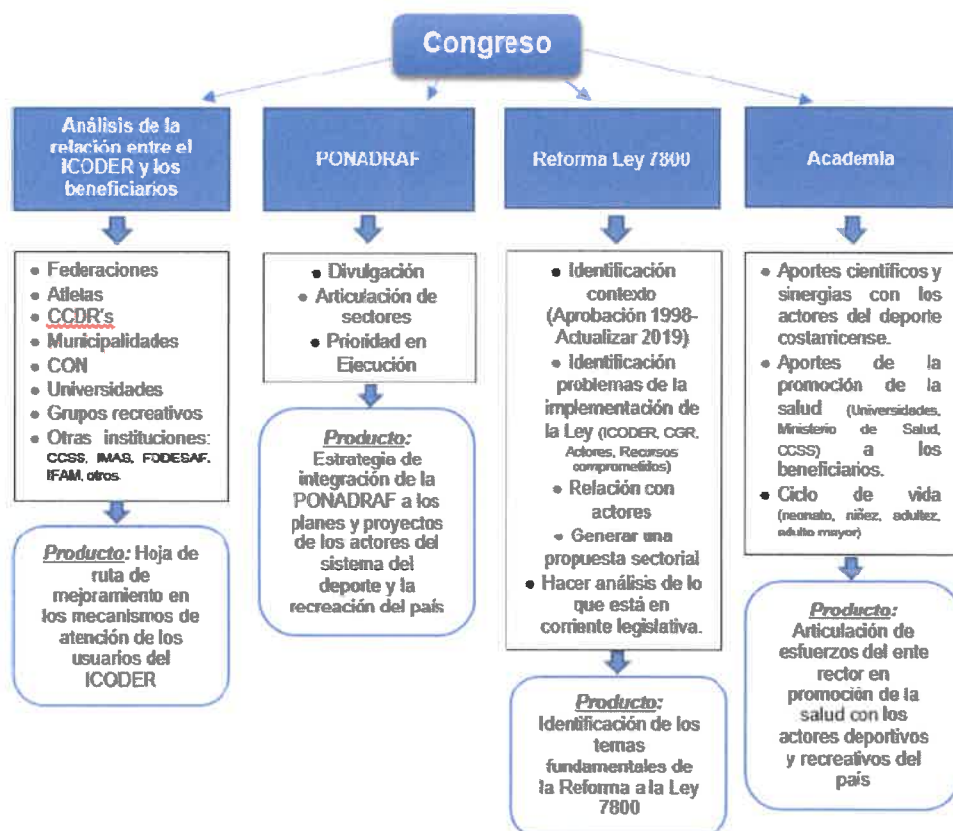 Congreso
Análisis de la
relación entre el
ICODER y los
beneficiarios
Federaciones
Atletas
CCDR's
Municipalidades
CON
Universidades
Grupos recreativos
Otras instituciones:
CCSS, IMAS, FODESAF,
IFAM, otros
Producto: Hoja de
ruta de
mejoramiento en
los mecanismos de
atención de los
usuarios del
ICODER
PONADRAF
Divulgación
Articulación de
sectores
Prioridad en
Ejecución
Producto:
Estrategia de
integración de la
PONADRAF a los
planes y proyectos
de los actores del
sistema del
deporte y la
recreación del país
Reforma Ley 7800
Identificación
contexto
(Aprobación 1998-
Actualizar 2019)
Identificación
problemas de la
implementación de
la Ley (ICODER, CGR,
Actores, Recursos
comprometidos)
Relación con
actores
Generar una
propuesta sectorial
Hacer análisis de lo
que está en
corriente legislativa.
Producto:
Identificación de los
temas
fundamentales de
la Reforma a la Ley
7800
Academia
Aportes científicos y
sinergias con los
actores del deporte
costarricense.
Aportes de la
promoción de la
salud (Universidades,
Ministerio de Salud,
CCSS) a los
beneficiarios.
Ciclo de vida
(neonato, niñez, adultez,
adulto mayor)
Producto:
Articulación de
esfuerzos del ente
rector en
promoción de la
salud con los
actores deportivos
y recreativos del
país